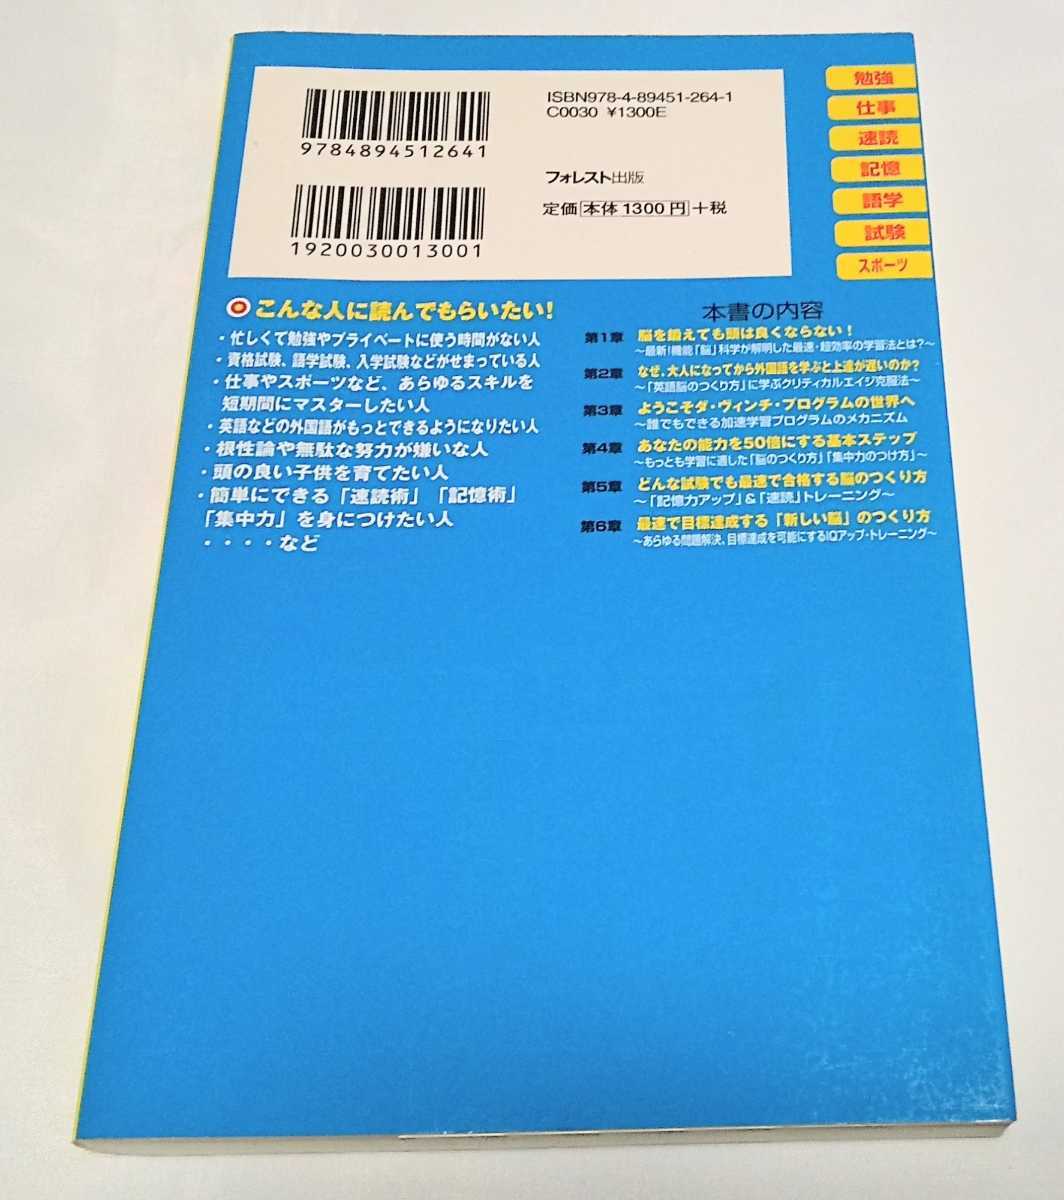 ISBN978-4-89451-264-1
C0030 ¥1300E
9784894512641
フォレスト出版
定価 本体 1300 円 +税
1920030013001
勉強
仕事
速読
記憶
語学
試験
スポーツ
こんな人に読んでもらいたい!
・忙しくて勉強やプライベートに使う時間がない人
・資格試験、語学試験、入学試験などがせまっている人
・仕事やスポーツなど、あらゆるスキルを
短期間にマスターしたい人
・英語などの外国語がもっとできるようになりたい人
・根性論や無駄な努力が嫌いな人
・頭の良い子供を育てたい人
・簡単にできる「速読術」「記憶術」
「集中力」を身につけたい人
・・・・など
本書の内容
第1章 脳を鍛えても頭は良くならない!
〜最新!機能「脳」科学が解明した最速・超効率の学習法とは?〜
第2章 なぜ、大人になってから外国語を学ぶと上達が遅いのか?
〜「英語脳のつくり方」に学ぶクリティカルエイジ克服法〜
第3章 ようこそダ・ヴィンチ・プログラムの世界へ
〜誰でもできる加速学習プログラムのメカニズム
第4章 あなたの能力を50倍にする基本ステップ
〜もっとも学習に適した「脳のつくり方」「集中力のつけ方」〜
第5章 どんな試験でも最速で合格する脳のつくり方
〜「記憶力アップ」&「速読」トレーニング〜
第6章 最速で目標達成する「新しい脳」のつくり方
〜あらゆる問題解決、目標達成を可能にするIQアップ・トレーニング〜